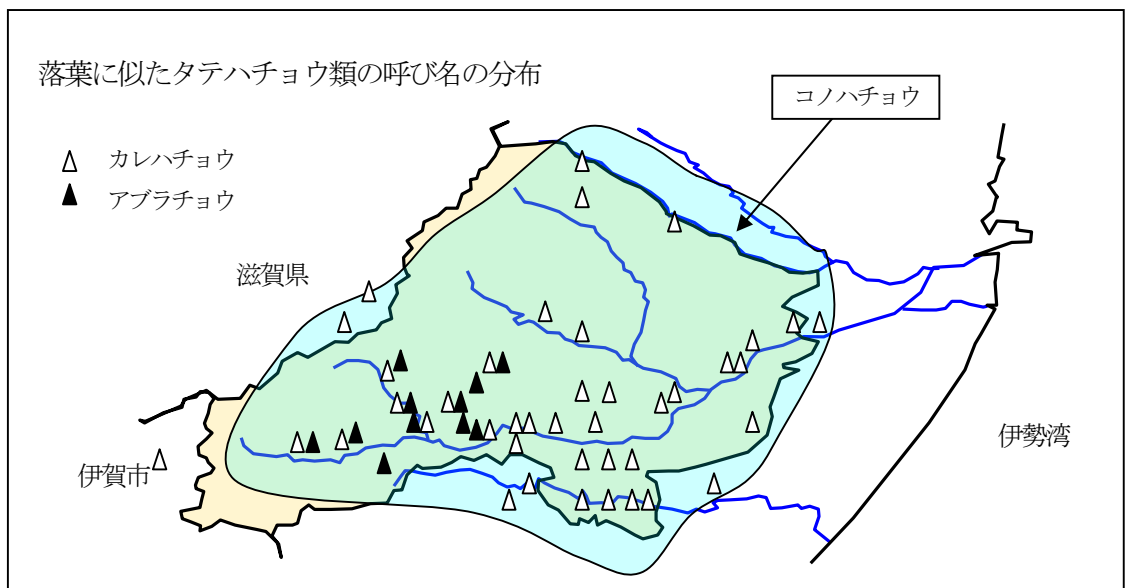 落葉に似たタテハチョウ類の呼び名の分布
コノハチョウ
カレハチョウ
アブラチョウ
滋賀県
伊勢湾
伊賀市